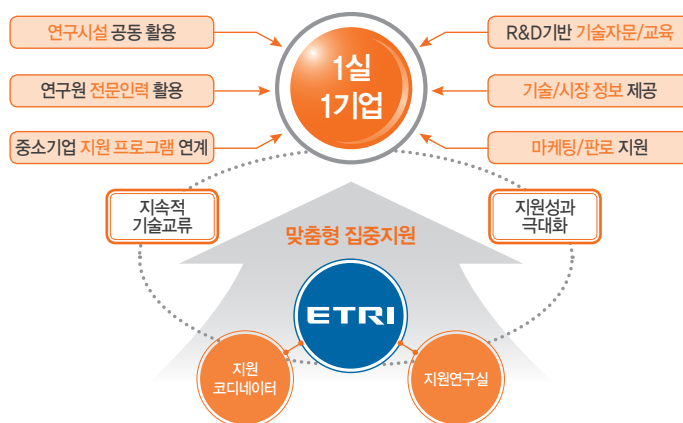 연구시설 공동 활용
연구원 전문인력 활용
중소기업 지원 프로그램 연계
1실
1기업
R&D기반 기술자문/교육
기술/시장 정보 제공
마케팅/판로 지원
지속적
기술교류
지원성과
극대화
맞춤형 집중지원
ETRI
지원
코디네이터
지원연구실